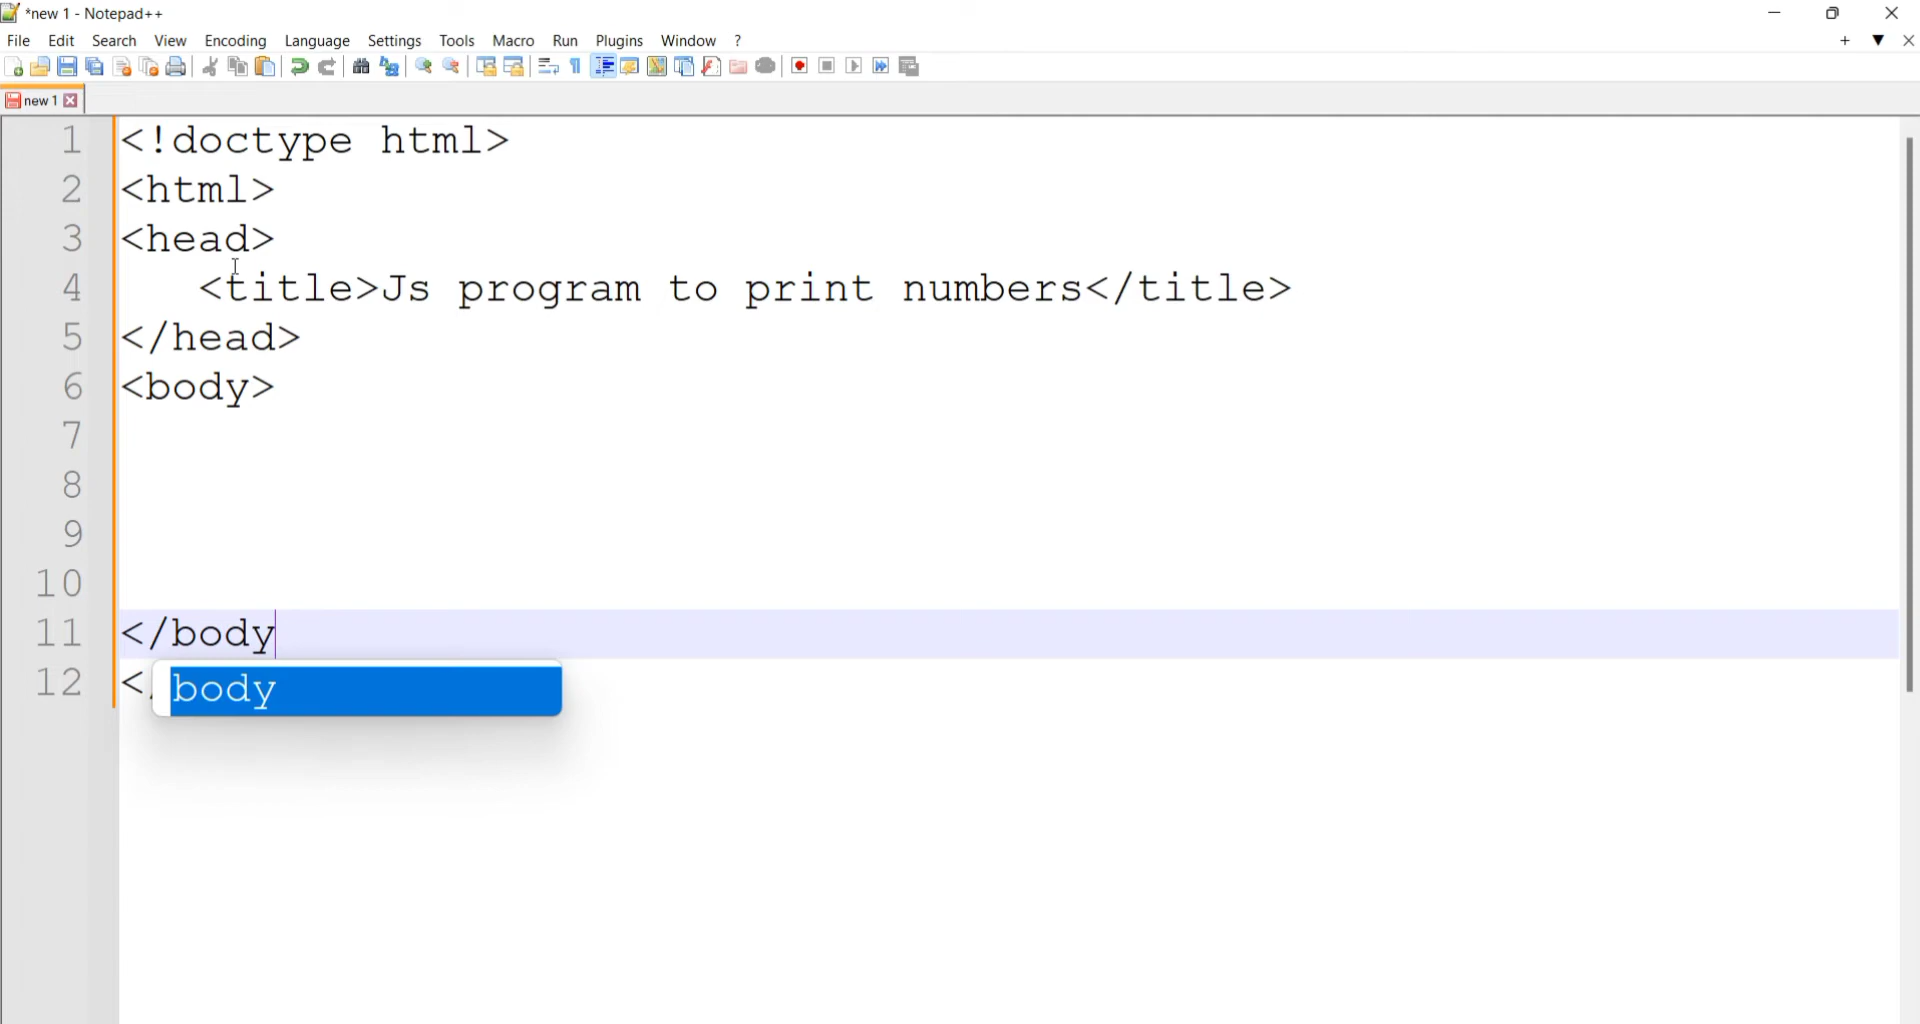 *new 1 - Notepad++
File Edit Search View Encoding Language Settings Tools Macro Run Plugins Window ?
new 1
1 <!doctype html>
2 <html>
3 <head>
4 <title>Js program to print numbers</title>
5 </head>
6 <body>
7
8
9
10
11 </body
12 <
body